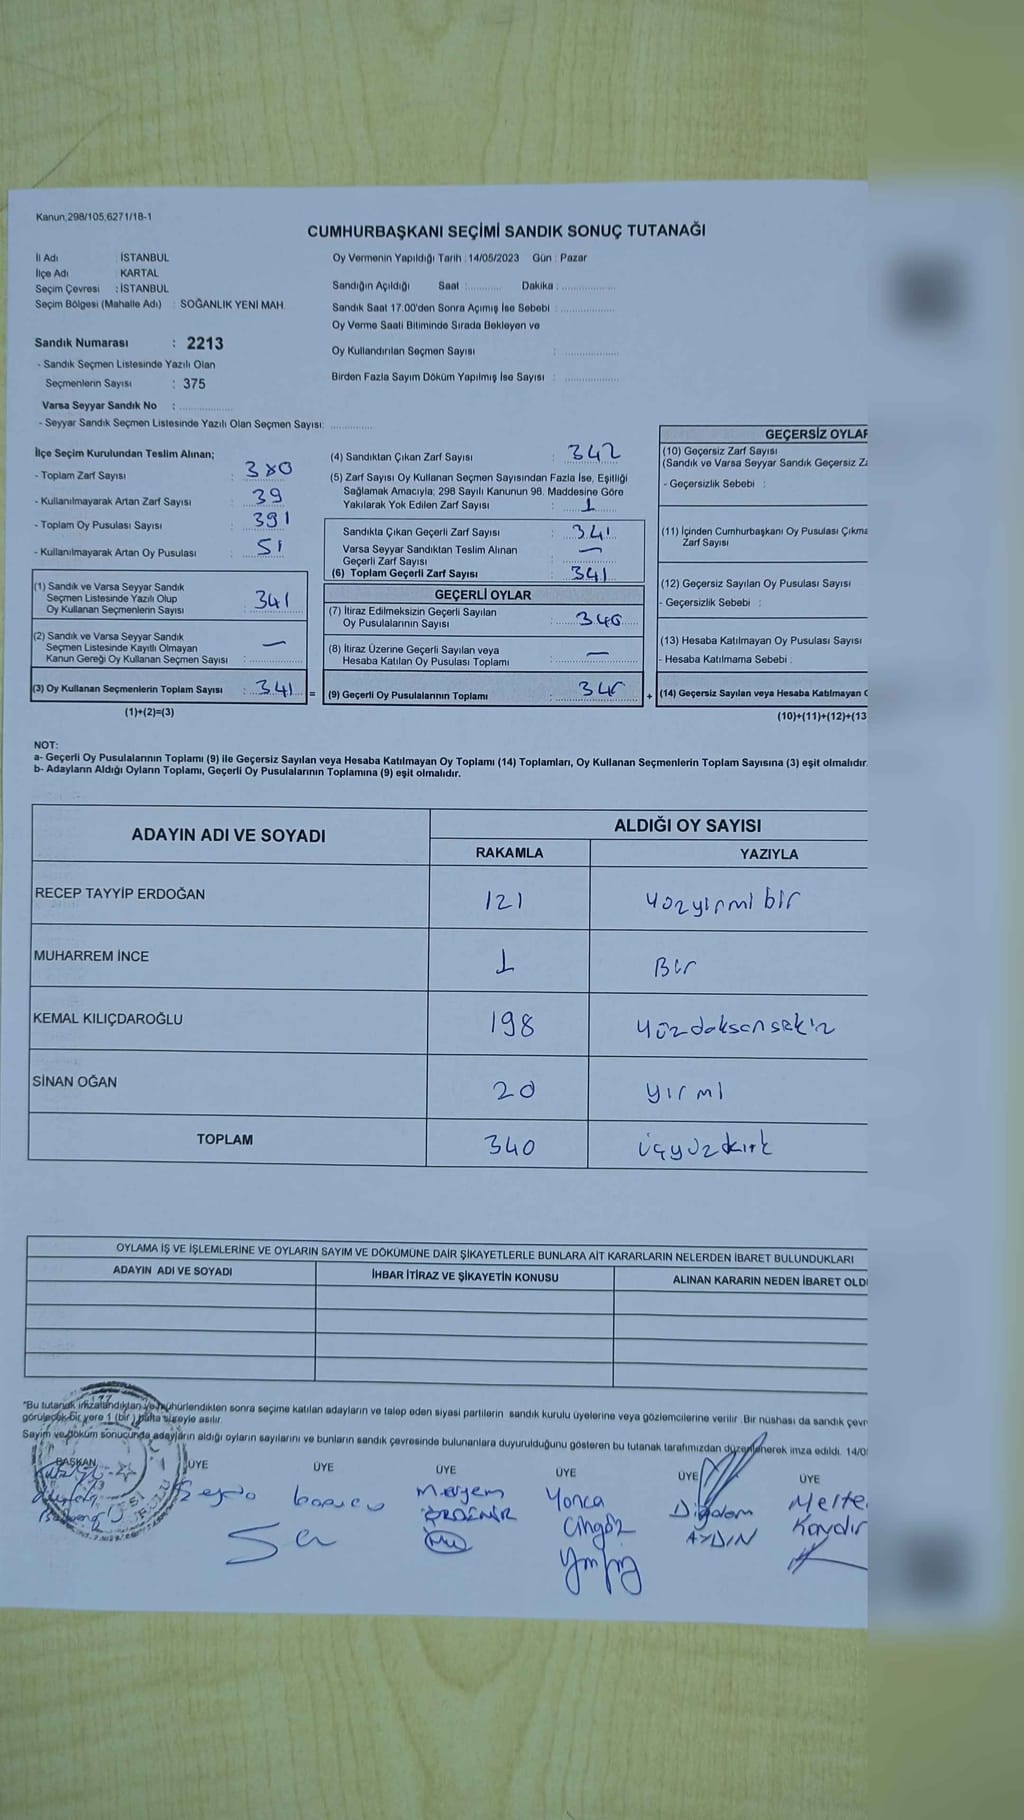 Kanun,298/105,6271/18-1
CUMHURBAŞKANI SEÇİMİ SANDIK SONUÇ TUTANAĞI
İl Adı : İSTANBUL
İlçe Adı : KARTAL
Seçim Çevresi : İSTANBUL
Seçim Bölgesi (Mahalle Adı) : SOĞANLIK YENİ MAH.
Oy Vermenin Yapıldığı Tarih : 14/05/2023 Gün : Pazar
Sandığın Açıldığı Saat :............ Dakika :................
Sandık Saat 17.00'den Sonra Açımış İse Sebebi :................
Oy Verme Saati Bitiminde Sırada Bekleyen ve
Oy Kullandırılan Seçmen Sayısı :................
Birden Fazla Sayım Döküm Yapılmış İse Sayısı :................
Sandık Numarası : 2213
- Sandık Seçmen Listesinde Yazılı Olan
Seçmenlerin Sayısı : 375
Varsa Seyyar Sandık No :................
- Seyyar Sandık Seçmen Listesinde Yazılı Olan Seçmen Sayısı: ............
İlçe Seçim Kurulundan Teslim Alınan;
- Toplam Zarf Sayısı : 380
- Kullanılmayarak Artan Zarf Sayısı : 39
- Toplam Oy Pusulası Sayısı : 391
- Kullanılmayarak Artan Oy Pusulası : 51
(1) Sandık ve Varsa Seyyar Sandık
Seçmen Listesinde Yazılı Olup
Oy Kullanan Seçmenlerin Sayısı : 341
(2) Sandık ve Varsa Seyyar Sandık
Seçmen Listesinde Kayıtlı Olmayan
Kanun Gereği Oy Kullanan Seçmen Sayısı : —
(3) Oy Kullanan Seçmenlerin Toplam Sayısı : 341 =
(1)+(2)=(3)
(4) Sandıktan Çıkan Zarf Sayısı : 342
(5) Zarf Sayısı Oy Kullanan Seçmen Sayısından Fazla İse, Eşitliği
Sağlamak Amacıyla; 298 Sayılı Kanunun 98. Maddesine Göre
Yakılarak Yok Edilen Zarf Sayısı : 1
Sandıkta Çıkan Geçerli Zarf Sayısı : 341
Varsa Seyyar Sandıktan Teslim Alınan
Geçerli Zarf Sayısı : —
(6) Toplam Geçerli Zarf Sayısı : 341
GEÇERLİ OYLAR
(7) İtiraz Edilmeksizin Geçerli Sayılan
Oy Pusulalarının Sayısı : 340
(8) İtiraz Üzerine Geçerli Sayılan veya
Hesaba Katılan Oy Pusulası Toplamı : —
(9) Geçerli Oy Pusulalarının Toplamı : 340 +
GEÇERSİZ OYLAR
(10) Geçersiz Zarf Sayısı
(Sandık ve Varsa Seyyar Sandık Geçersiz Za
- Geçersizlik Sebebi :
(11) İçinden Cumhurbaşkanı Oy Pusulası Çıkma
Zarf Sayısı
(12) Geçersiz Sayılan Oy Pusulası Sayısı
- Geçersizlik Sebebi :
(13) Hesaba Katılmayan Oy Pusulası Sayısı
- Hesaba Katılmama Sebebi :
(14) Geçersiz Sayılan veya Hesaba Katılmayan O
(10)+(11)+(12)+(13
NOT:
a- Geçerli Oy Pusulalarının Toplamı (9) ile Geçersiz Sayılan veya Hesaba Katılmayan Oy Toplamı (14) Toplamları, Oy Kullanan Seçmenlerin Toplam Sayısına (3) eşit olmalıdır.
b- Adayların Aldığı Oyların Toplamı, Geçerli Oy Pusulalarının Toplamına (9) eşit olmalıdır.
ADAYIN ADI VE SOYADI ALDIĞI OY SAYISI
RAKAMLA YAZIYLA
RECEP TAYYİP ERDOĞAN 121 yüzyirmi bir
MUHARREM İNCE 1 Bir
KEMAL KILIÇDAROĞLU 198 yüzdoksansekiz
SİNAN OĞAN 20 yirmi
TOPLAM 340 üçyüzkırk
OYLAMA İŞ VE İŞLEMLERİNE VE OYLARIN SAYIM VE DÖKÜMÜNE DAİR ŞİKAYETLERLE BUNLARA AİT KARARLARIN NELERDEN İBARET BULUNDUKLARI
ADAYIN ADI VE SOYADI İHBAR İTİRAZ VE ŞİKAYETİN KONUSU ALINAN KARARIN NEDEN İBARET OLD
"Bu tutanak imzalandıktan ve mühürlendikten sonra seçime katılan adayların ve talep eden siyasi partilerin sandık kurulu üyelerine veya gözlemcilerine verilir. Bir nüshası da sandık çevr
görülecek bir yere 1 (bir) hafta süreyle asılır.
Sayım ve döküm sonucunda adayların aldığı oyların sayılarını ve bunların sandık çevresinde bulunanlara duyurulduğunu gösteren bu tutanak tarafımızdan düzenlenerek imza edildi. 14/0
BAŞKAN ÜYE ÜYE ÜYE ÜYE ÜYE ÜYE
Meryem Yonca Diğdem
Cingöz AYDIN